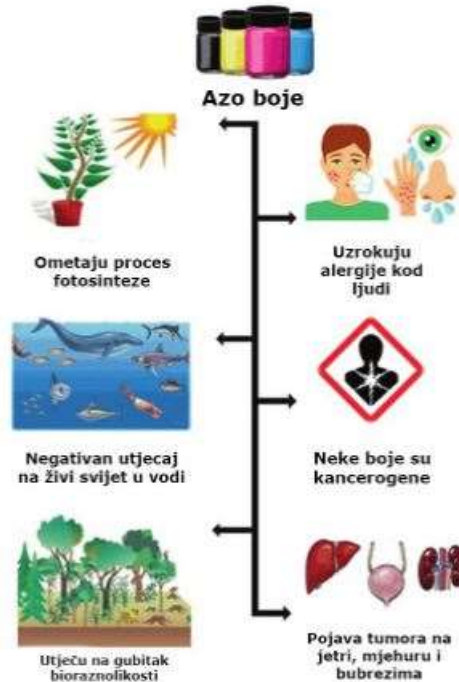 Azo boje
Ometaju proces
fotosinteze
Uzrokuju
alergije kod
ljudi
Negativan utjecaj
na živi svijet u vodi
Neke boje su
kancerogene
Utječu na gubitak
bioraznolikosti
Pojava tumora na
jetri, mjehuru i
bubrezima